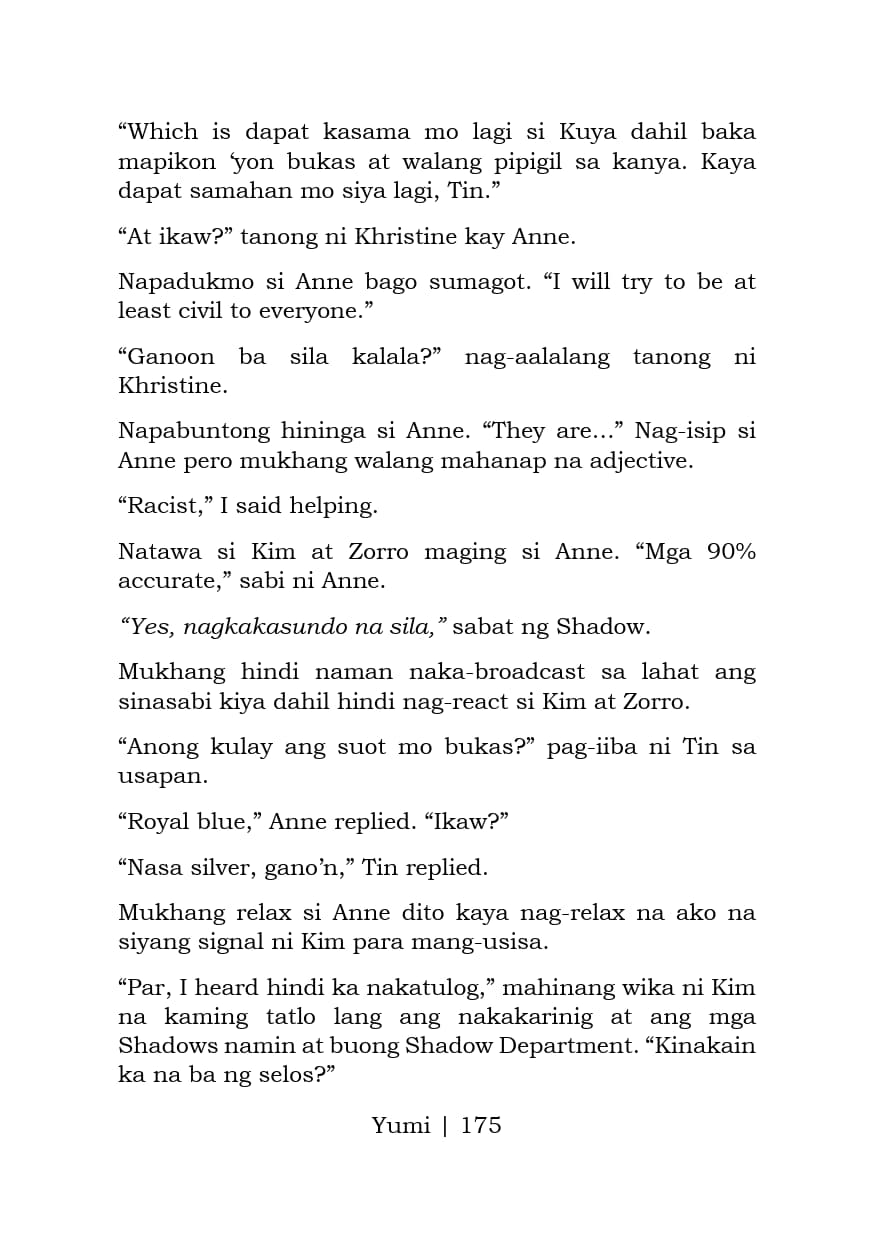 “Which is dapat kasama mo lagi si Kuya dahil baka
mapikon ‘yon bukas at walang pipigil sa kanya. Kaya
dapat samahan mo siya lagi, Tin.”
“At ikaw?” tanong ni Khristine kay Anne.
Napadukmo si Anne bago sumagot. “I will try to be at
least civil to everyone.”
“Ganoon ba sila kalala?” nag-aalalang tanong ni
Khristine.
Napabuntong hininga si Anne. “They are…” Nag-isip si
Anne pero mukhang walang mahanap na adjective.
“Racist,” I said helping.
Natawa si Kim at Zorro maging si Anne. “Mga 90%
accurate,” sabi ni Anne.
“Yes, nagkakasundo na sila,” sabat ng Shadow.
Mukhang hindi naman naka-broadcast sa lahat ang
sinasabi kiya dahil hindi nag-react si Kim at Zorro.
“Anong kulay ang suot mo bukas?” pag-iiba ni Tin sa
usapan.
“Royal blue,” Anne replied. “Ikaw?”
“Nasa silver, gano’n,” Tin replied.
Mukhang relax si Anne dito kaya nag-relax na ako na
siyang signal ni Kim para mang-usisa.
“Par, I heard hindi ka nakatulog,” mahinang wika ni Kim
na kaming tatlo lang ang nakakarinig at ang mga
Shadows namin at buong Shadow Department. “Kinakain
ka na ba ng selos?”
Yumi | 175